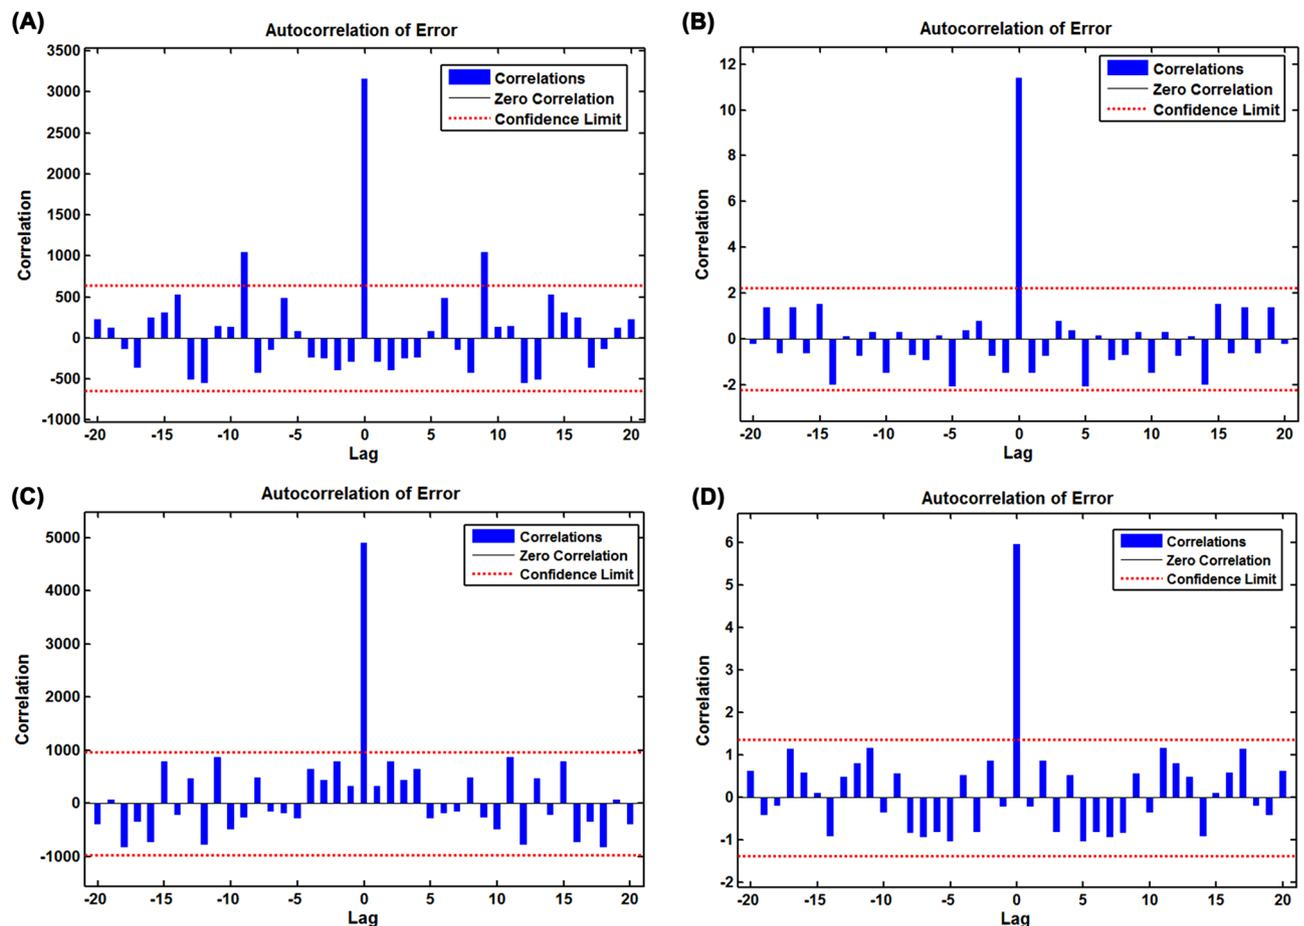 (A)
Autocorrelation of Error
Correlations
Zero Correlation
Confidence Limit
3500
3000
2500
2000
1500
1000
500
0
-500
-1000
Correlation
-20 -15 -10 -5 0 5 10 15 20
Lag
(B)
Autocorrelation of Error
Correlations
Zero Correlation
Confidence Limit
12
10
8
6
4
2
0
-2
Correlation
-20 -15 -10 -5 0 5 10 15 20
Lag
(C)
Autocorrelation of Error
Correlations
Zero Correlation
Confidence Limit
5000
4000
3000
2000
1000
0
-1000
Correlation
-20 -15 -10 -5 0 5 10 15 20
Lag
(D)
Autocorrelation of Error
Correlations
Zero Correlation
Confidence Limit
6
5
4
3
2
1
0
-1
-2
Correlation
-20 -15 -10 -5 0 5 10 15 20
Lag